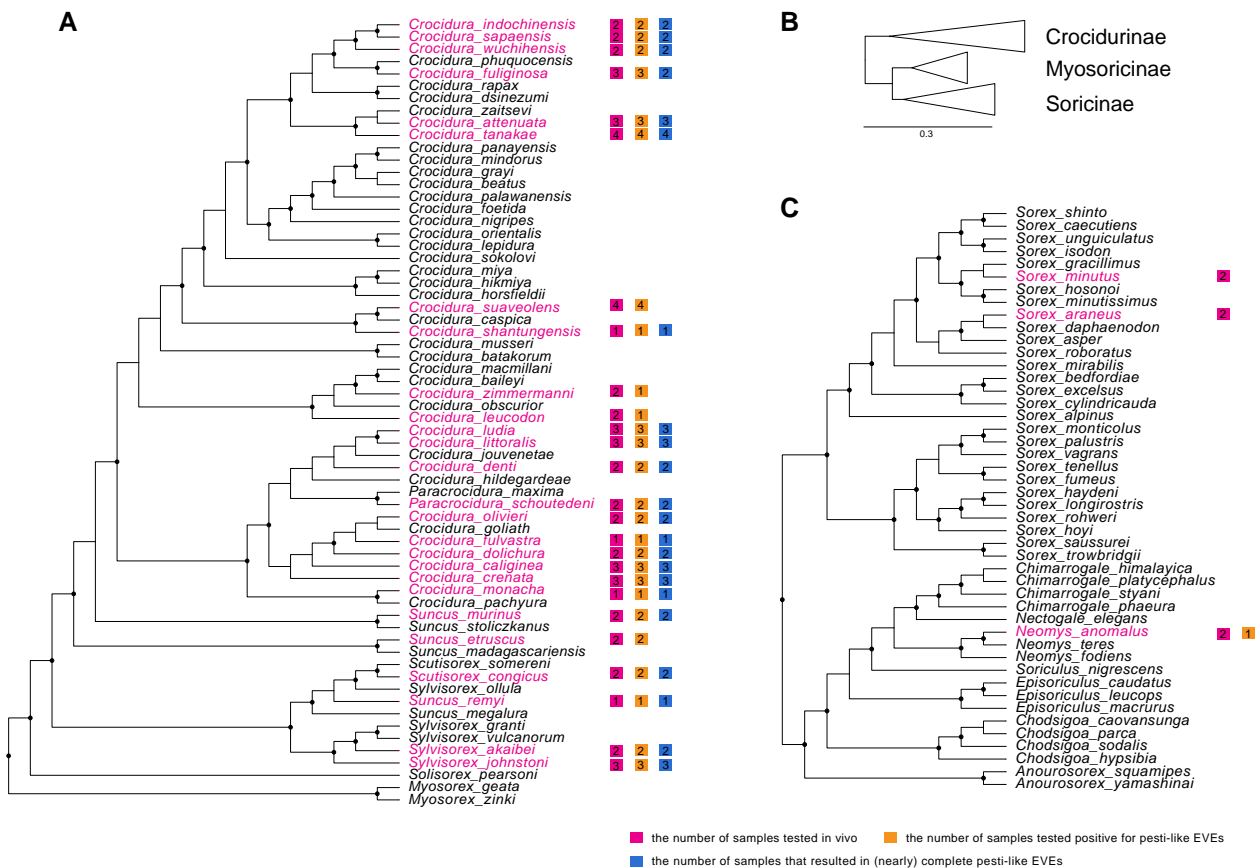 A
Crocidura_indochinensis 2 2 2
Crocidura_sapaensis 2 2 2
Crocidura_wuchihensis 2 2 2
Crocidura_phuquocensis
Crocidura_fuliginosa 3 3 2
Crocidura_rapax
Crocidura_dsinezumi
Crocidura_zaitsevi
Crocidura_attenuata 3 3 3
Crocidura_tanakae 4 4 4
Crocidura_panayensis
Crocidura_mindorus
Crocidura_grayi
Crocidura_beatus
Crocidura_palawanensis
Crocidura_foetida
Crocidura_nigripes
Crocidura_orientalis
Crocidura_lepidura
Crocidura_sokolovi
Crocidura_miya
Crocidura_hikmiya
Crocidura_horsfieldii
Crocidura_suaveolens 4 4
Crocidura_caspica
Crocidura_shantungensis 1 1 1
Crocidura_musseri
Crocidura_batakorum
Crocidura_macmillani
Crocidura_baileyi
Crocidura_zimmermanni 2 1
Crocidura_obscurior
Crocidura_leucodon 2 1
Crocidura_ludia 3 3 3
Crocidura_littoralis 3 3 3
Crocidura_jouvenetae
Crocidura_denti 2 2 2
Crocidura_hildegardeae
Paracrocidura_maxima
Paracrocidura_schoutedeni 2 2 2
Crocidura_olivieri 2 2 2
Crocidura_goliath
Crocidura_fulvastra 1 1 1
Crocidura_dolichura 2 2 2
Crocidura_caliginea 3 3 3
Crocidura_crenata 3 3 3
Crocidura_monacha 1 1 1
Crocidura_pachyura
Suncus_murinus 2 2 2
Suncus_stoliczkanus
Suncus_etruscus 2 2
Suncus_madagascariensis
Scutisorex_somereni
Scutisorex_congicus 2 2 2
Sylvisorex_ollula
Suncus_remyi 1 1 1
Suncus_megalura
Sylvisorex_granti
Sylvisorex_vulcanorum
Sylvisorex_akaibei 2 2 2
Sylvisorex_johnstoni 3 3 3
Solisorex_pearsoni
Myosorex_geata
Myosorex_zinki
B
Crocidurinae
Myosoricinae
Soricinae
0.3
C
Sorex_shinto
Sorex_caecutiens
Sorex_unguiculatus
Sorex_isodon
Sorex_gracillimus
Sorex_minutus 2
Sorex_hosonoi
Sorex_minutissimus
Sorex_araneus 2
Sorex_daphaenodon
Sorex_asper
Sorex_roboratus
Sorex_mirabilis
Sorex_bedfordiae
Sorex_excelsus
Sorex_cylindricauda
Sorex_alpinus
Sorex_monticolus
Sorex_palustris
Sorex_vagrans
Sorex_tenellus
Sorex_fumeus
Sorex_haydeni
Sorex_longirostris
Sorex_rohweri
Sorex_hoyi
Sorex_saussurei
Sorex_trowbridgii
Chimarrogale_himalayica
Chimarrogale_platycephalus
Chimarrogale_styani
Chimarrogale_phaeura
Nectogale_elegans
Neomys_anomalus 2 1
Neomys_teres
Neomys_fodiens
Soriculus_nigrescens
Episoriculus_caudatus
Episoriculus_leucops
Episoriculus_macrurus
Chodsigoa_caovansunga
Chodsigoa_parca
Chodsigoa_sodalis
Chodsigoa_hypsibia
Anourosorex_squamipes
Anourosorex_yamashinai
the number of samples tested in vivo
the number of samples tested positive for pesti-like EVEs
the number of samples that resulted in (nearly) complete pesti-like EVEs